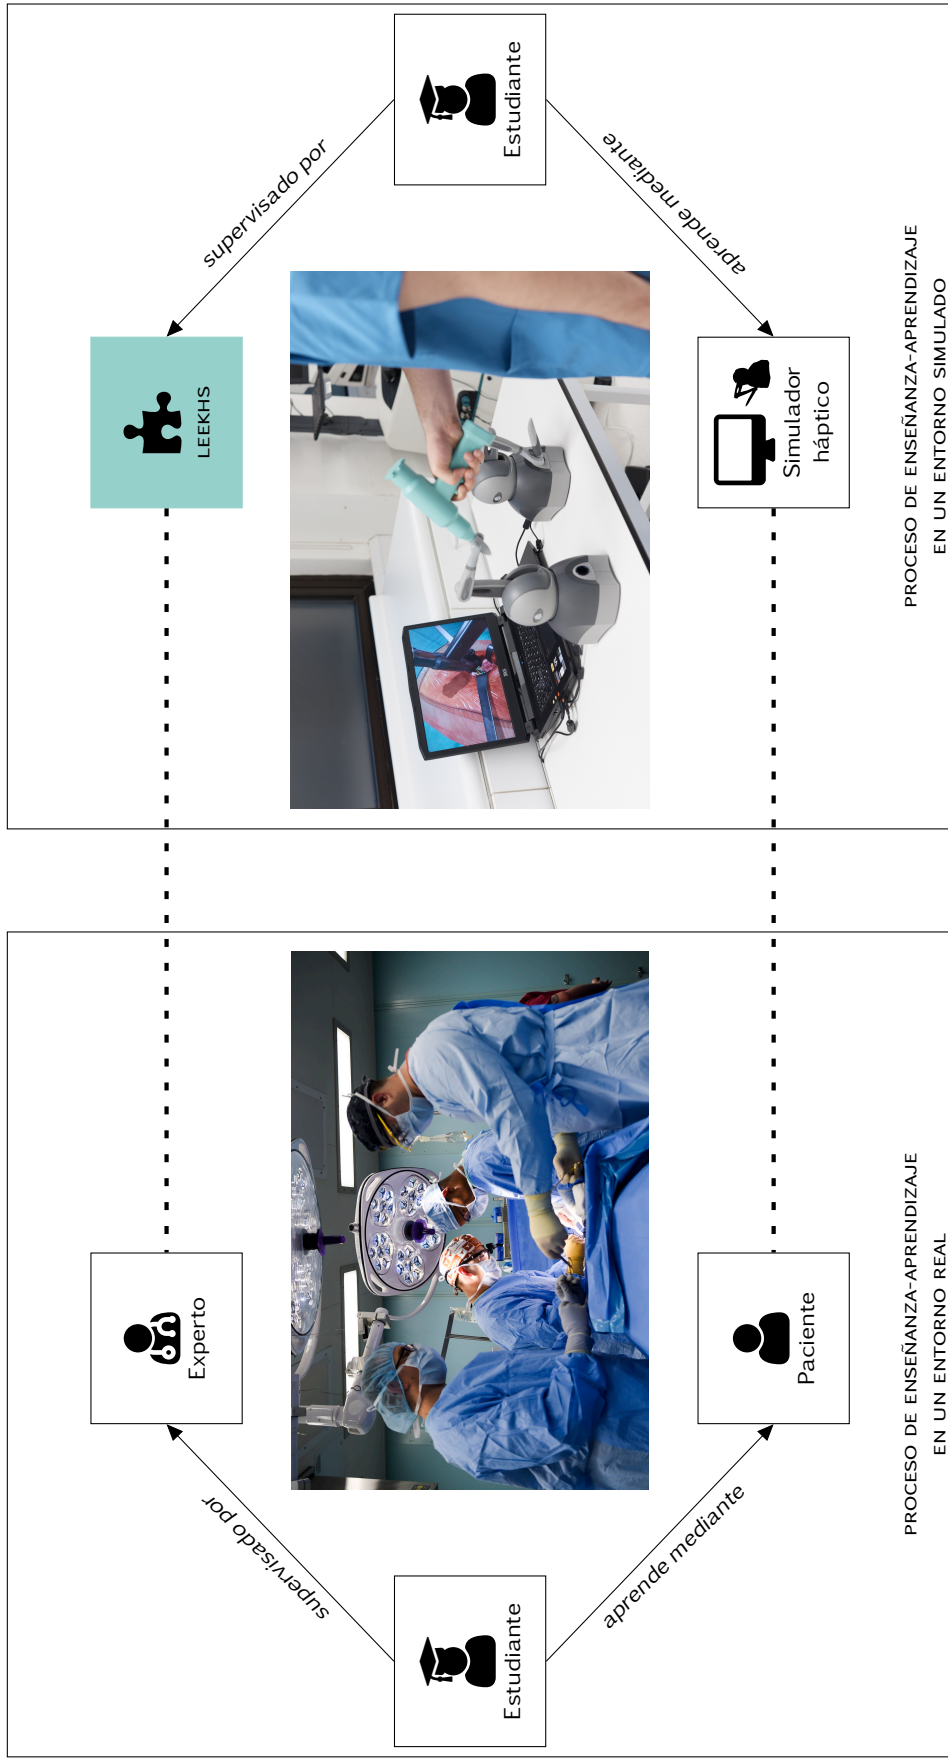 supervisado por
Experto
Estudiante
aprende mediante
Paciente
PROCESO DE ENSEÑANZA-APRENDIZAJE
EN UN ENTORNO REAL
LEEKHS
supervisado por
Estudiante
Simulador
háptico
aprende mediante
PROCESO DE ENSEÑANZA-APRENDIZAJE
EN UN ENTORNO SIMULADO